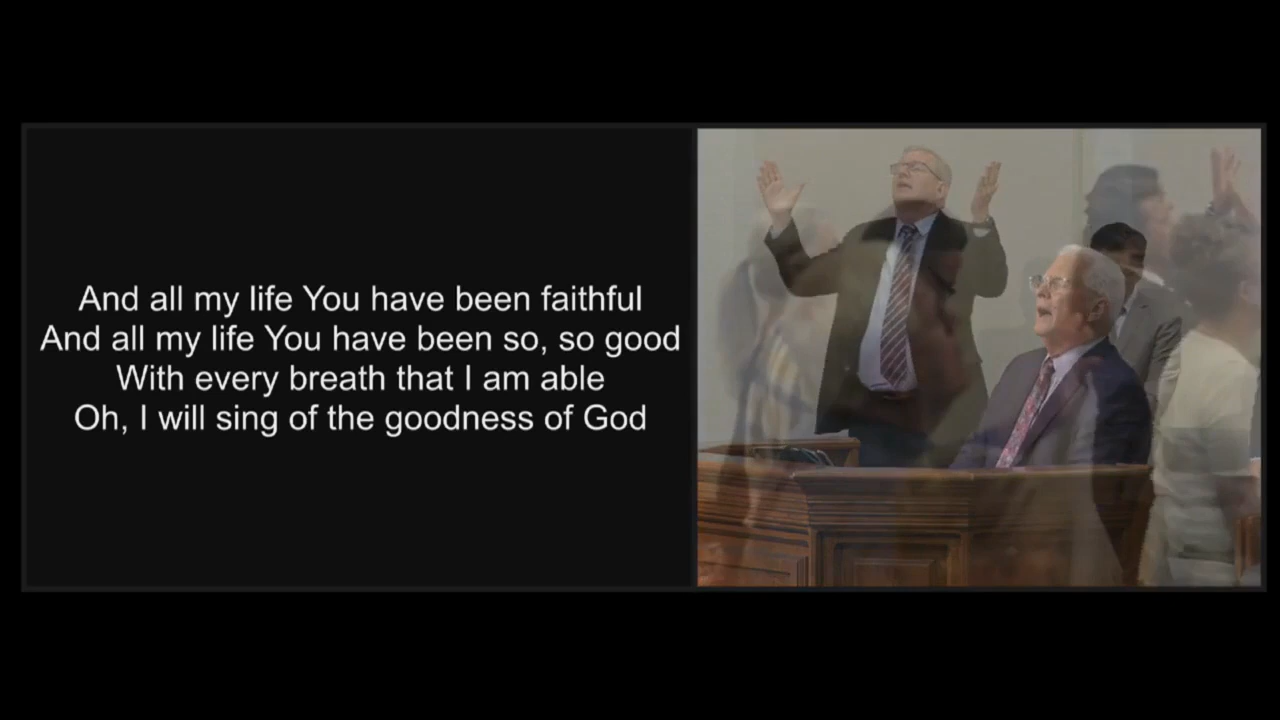 And all my life You have been faithful
And all my life You have been so, so good
With every breath that I am able
Oh, I will sing of the goodness of God